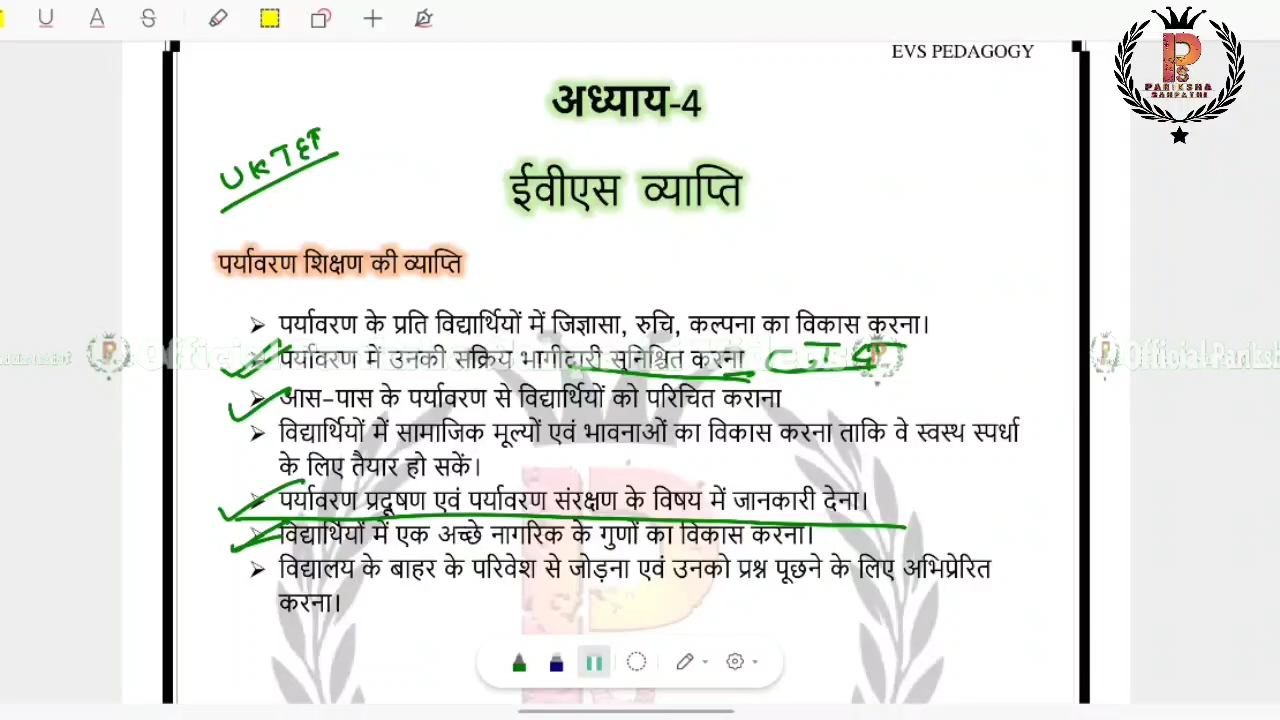 EVS PEDAGOGY
PARIKSHA
SARPATHI
अध्याय-4
UKTET
ईवीएस व्याप्ति
पर्यावरण शिक्षण की व्याप्ति
➢ पर्यावरण के प्रति विद्यार्थियों में जिज्ञासा, रुचि, कल्पना का विकास करना।
पर्यावरण में उनकी सक्रिय भागीदारी सुनिश्चित करना
आस-पास के पर्यावरण से विद्यार्थियों को परिचित कराना
➢ विद्यार्थियों में सामाजिक मूल्यों एवं भावनाओं का विकास करना ताकि वे स्वस्थ स्पर्धा
के लिए तैयार हो सकें।
➢ पर्यावरण प्रदूषण एवं पर्यावरण संरक्षण के विषय में जानकारी देना।
➢ विद्यार्थियों में एक अच्छे नागरिक के गुणों का विकास करना।
➢ विद्यालय के बाहर के परिवेश से जोड़ना एवं उनको प्रश्न पूछने के लिए अभिप्रेरित
करना।